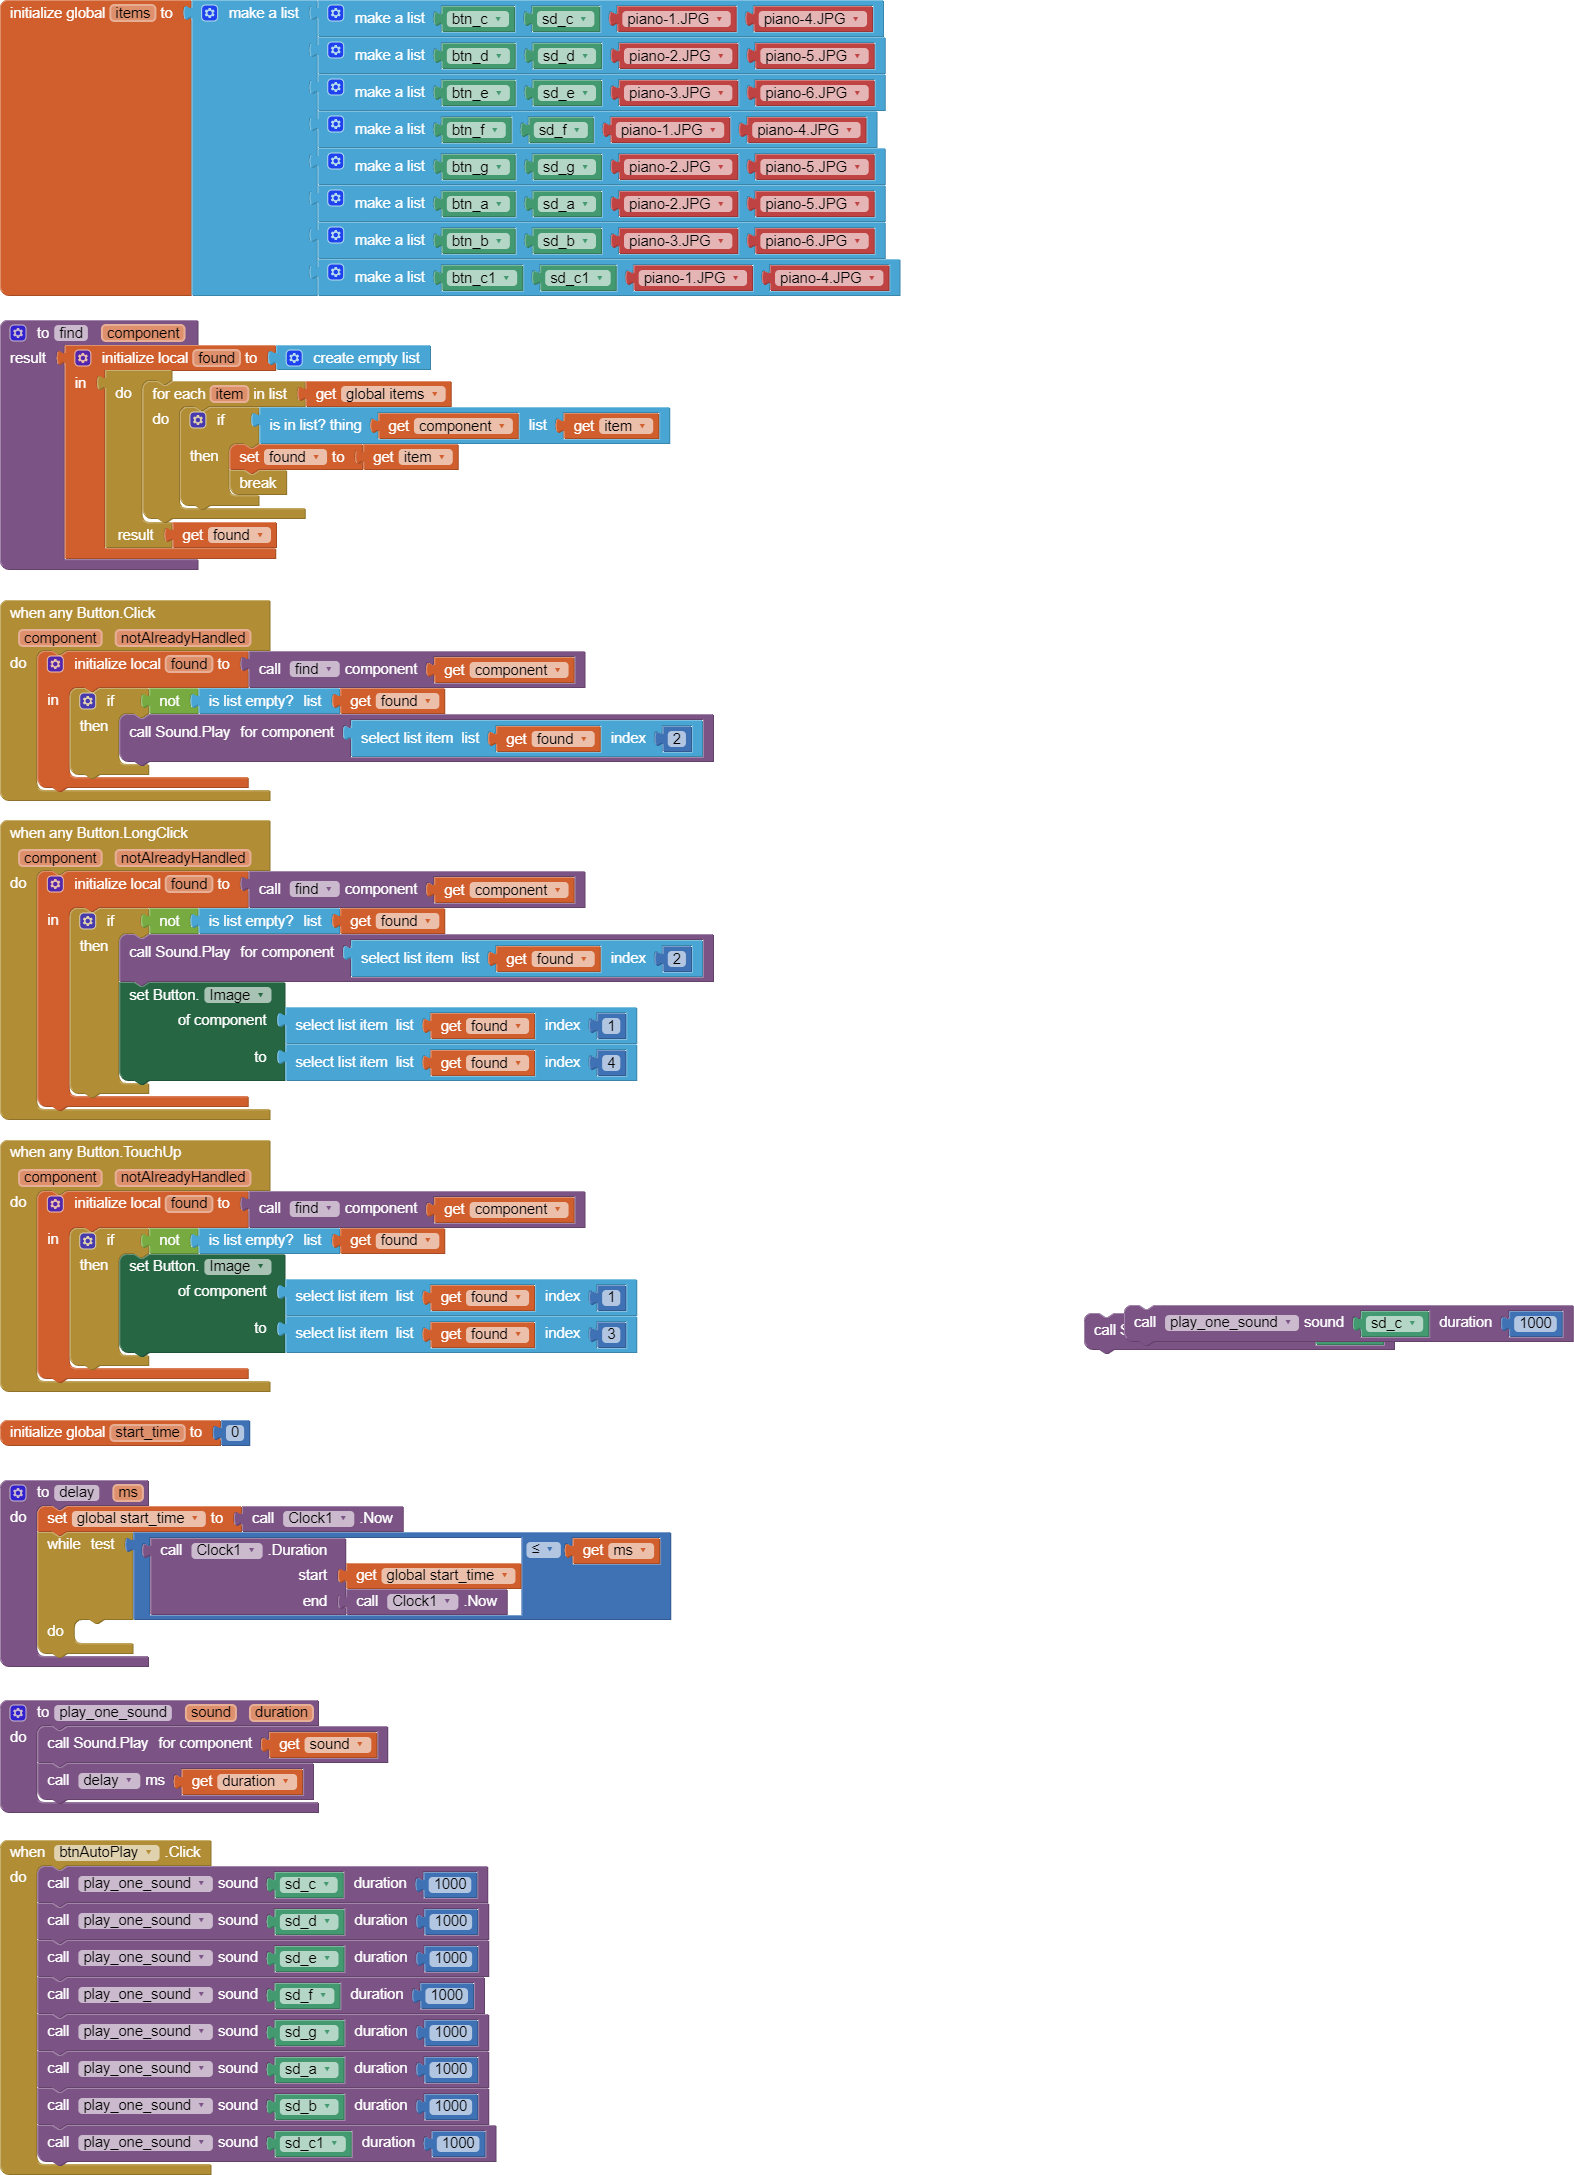 initialize global items to make a list make a list btn_c sd_c piano-1.JPG piano-4.JPG
make a list btn_d sd_d piano-2.JPG piano-5.JPG
make a list btn_e sd_e piano-3.JPG piano-6.JPG
make a list btn_f sd_f piano-1.JPG piano-4.JPG
make a list btn_g sd_g piano-2.JPG piano-5.JPG
make a list btn_a sd_a piano-2.JPG piano-5.JPG
make a list btn_b sd_b piano-3.JPG piano-6.JPG
make a list btn_c1 sd_c1 piano-1.JPG piano-4.JPG
to find component
result initialize local found to create empty list
in
do for each item in list get global items
do if is in list? thing get component list get item
then set found to get item
break
result get found
when any Button.Click
component notAlreadyHandled
do initialize local found to call find component get component
in if not is list empty? list get found
then call Sound.Play for component select list item list get found index 2
when any Button.LongClick
component notAlreadyHandled
do initialize local found to call find component get component
in if not is list empty? list get found
then call Sound.Play for component select list item list get found index 2
set Button. Image
of component select list item list get found index 1
to select list item list get found index 4
when any Button.TouchUp
component notAlreadyHandled
do initialize local found to call find component get component
in if not is list empty? list get found
then set Button. Image
of component select list item list get found index 1
to select list item list get found index 3
call
call play_one_sound sound sd_c duration 1000
initialize global start_time to 0
to delay ms
do set global start_time to call Clock1 .Now
while test call Clock1 .Duration ≤ get ms
start get global start_time
end call Clock1 .Now
do
to play_one_sound sound duration
do call Sound.Play for component get sound
call delay ms get duration
when btnAutoPlay .Click
do call play_one_sound sound sd_c duration 1000
call play_one_sound sound sd_d duration 1000
call play_one_sound sound sd_e duration 1000
call play_one_sound sound sd_f duration 1000
call play_one_sound sound sd_g duration 1000
call play_one_sound sound sd_a duration 1000
call play_one_sound sound sd_b duration 1000
call play_one_sound sound sd_c1 duration 1000